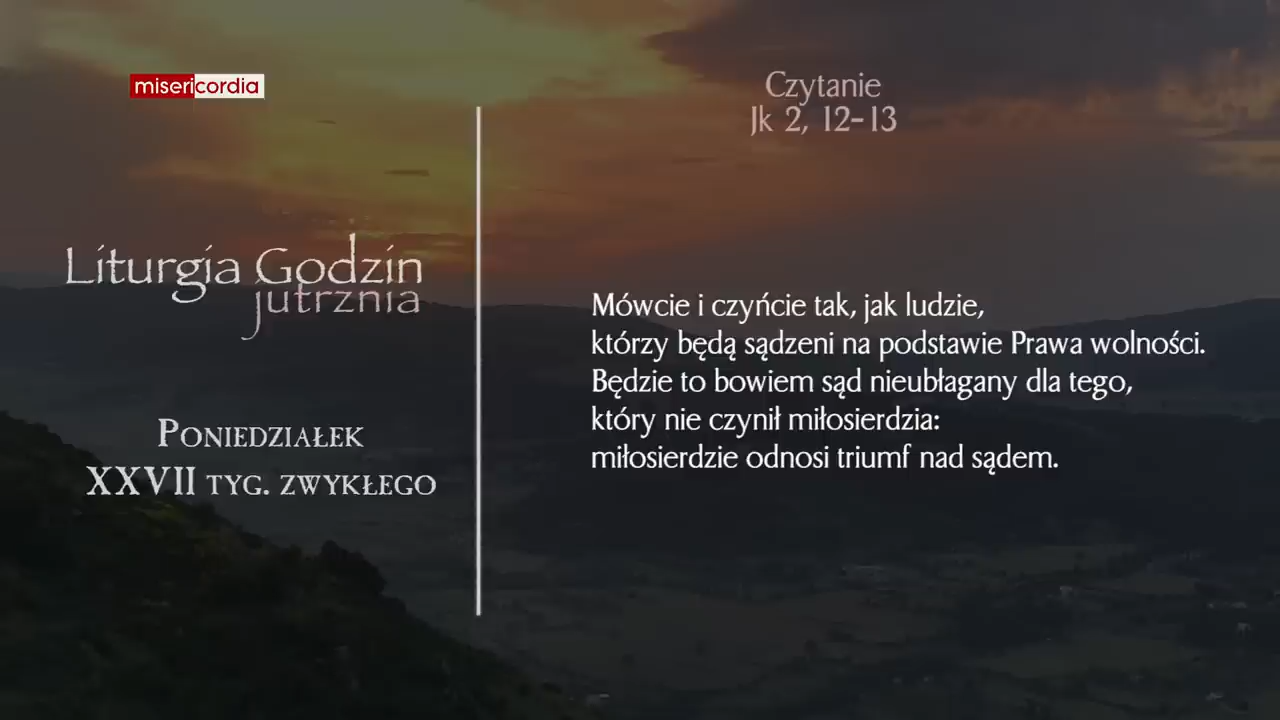 misericordia
Liturgia Godzin
jutrznia
Poniedziałek
XXVII tyg. zwykłego
Czytanie
Jk 2, 12-13
Mówcie i czyńcie tak, jak ludzie,
którzy będą sądzeni na podstawie Prawa wolności.
Będzie to bowiem sąd nieubłagany dla tego,
który nie czynił miłosierdzia:
miłosierdzie odnosi triumf nad sądem.